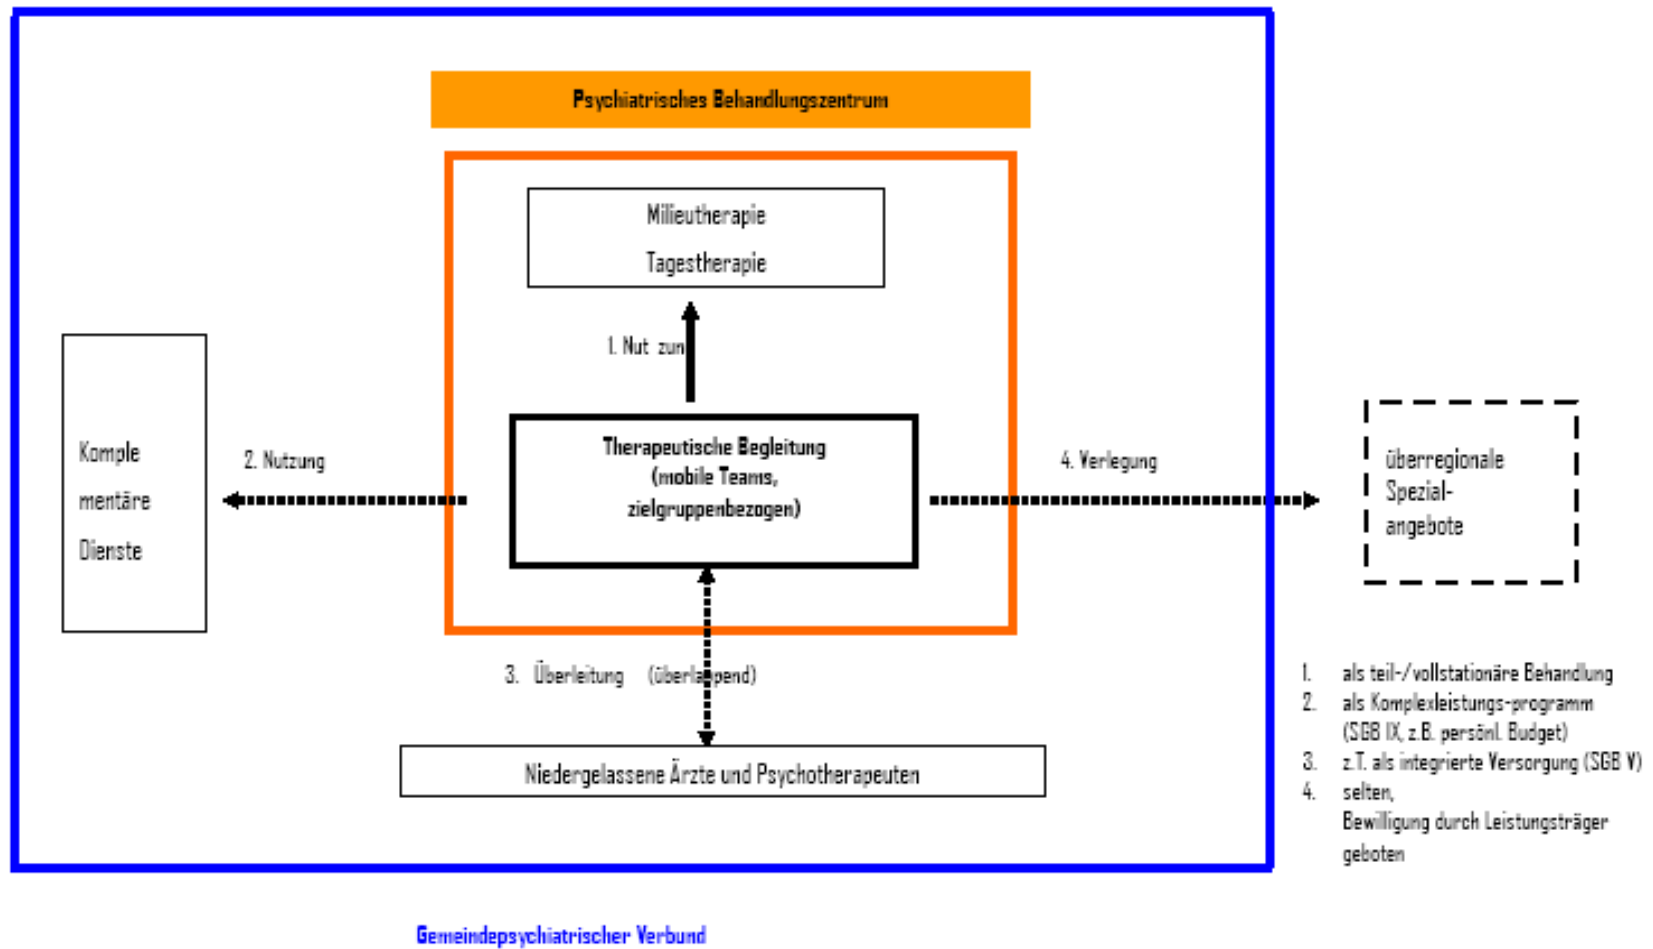 Psychiatrisches Behandlungszentrum
Milieutherapie
Tagestherapie
1. Nut zun
Therapeutische Begleitung
(mobile Teams,
zielgruppenbezogen)
Komple
mentäre
Dienste
2. Nutzung
4. Verlegung
überregionale
Spezial-
angebote
3. Überleitung (überlappend)
Niedergelassene Ärzte und Psychotherapeuten
1. als teil-/vollstationäre Behandlung
2. als Komplexleistungs-programm
(SGB IX, z.B. persönl. Budget)
3. z.T. als integrierte Versorgung (SGB V)
4. selten,
Bewilligung durch Leistungsträger
geboten
Gemeindepsychiatrischer Verbund